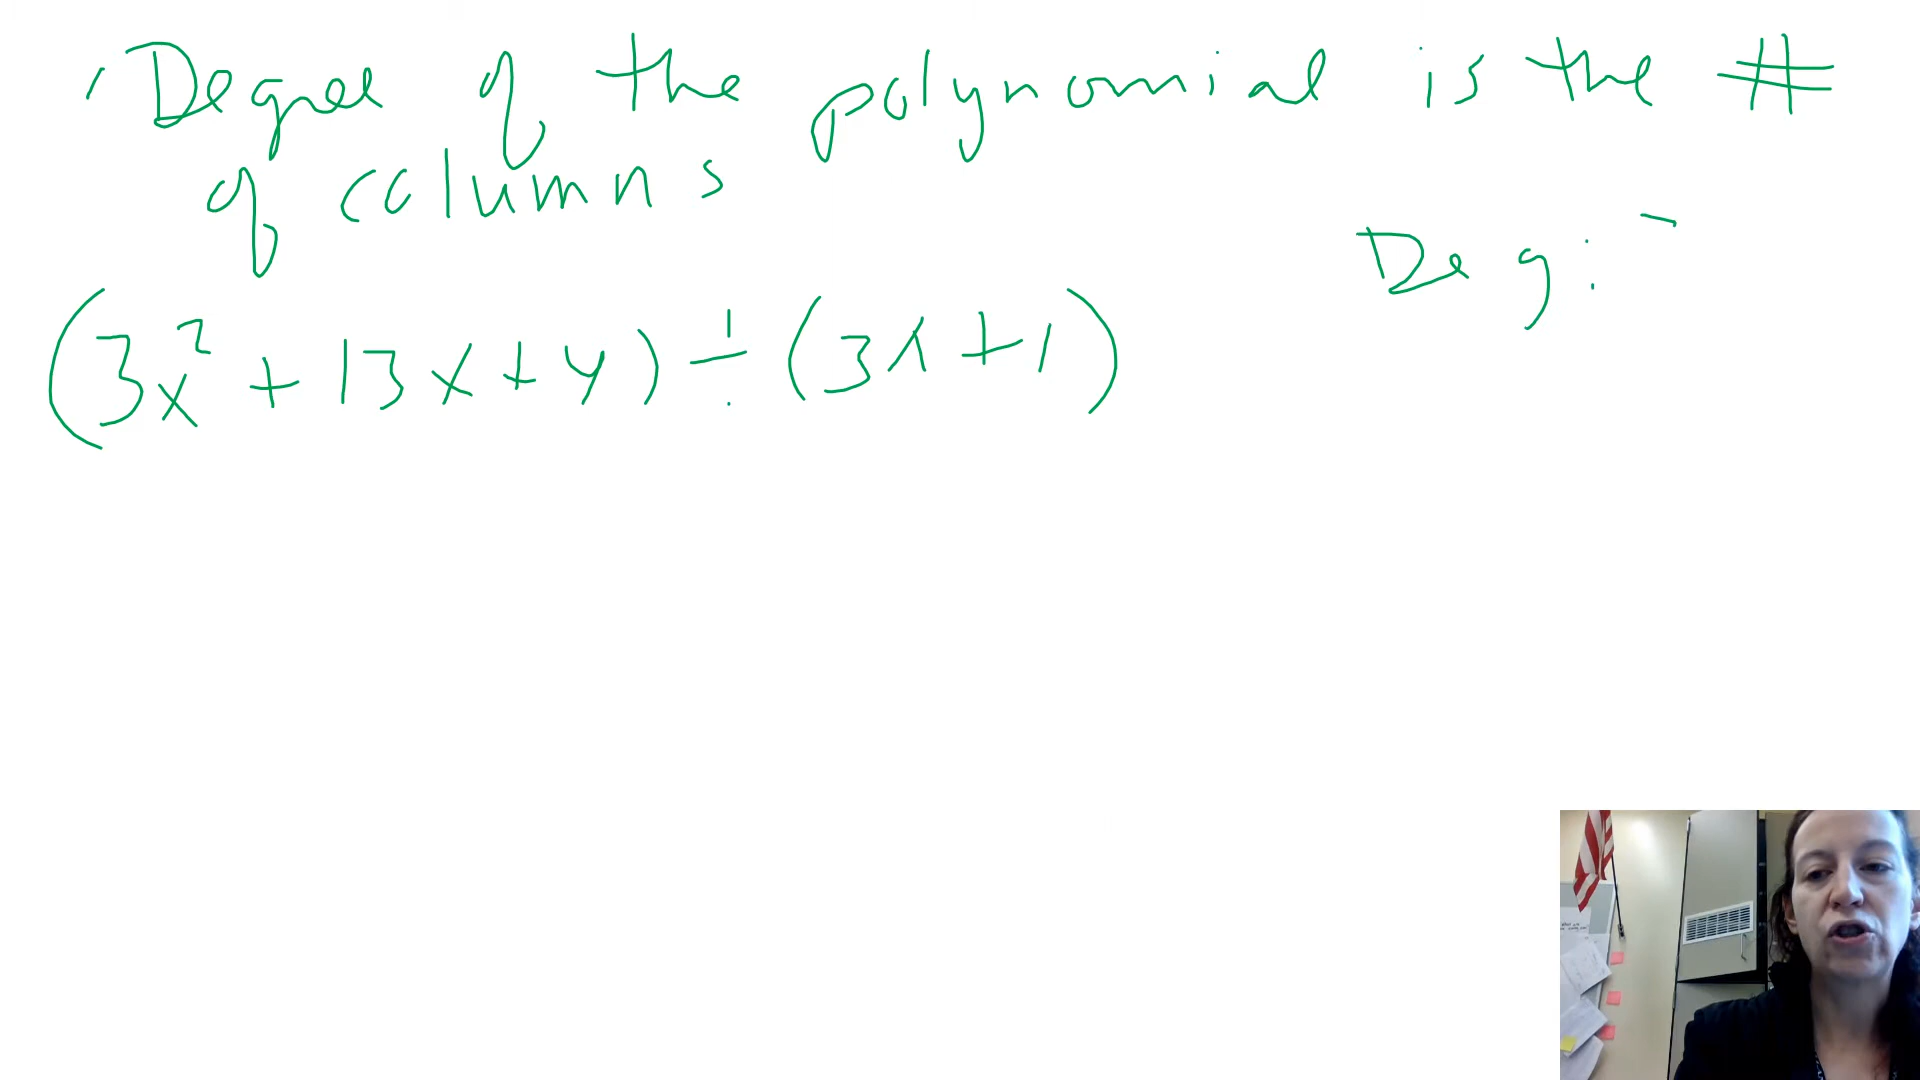 Degree of the polynomial is the #
of columns
Deg:
(3x² + 13x + 4) ÷ (3x + 1)